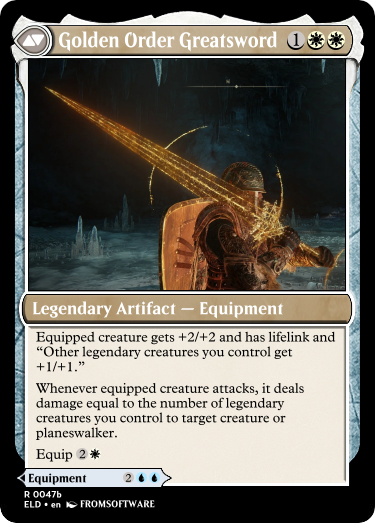 Golden Order Greatsword 1
Legendary Artifact — Equipment
Equipped creature gets +2/+2 and has lifelink and
“Other legendary creatures you control get
+1/+1.”
Whenever equipped creature attacks, it deals
damage equal to the number of legendary
creatures you control to target creature or
planeswalker.
Equip 2
Equipment 2
R 0047b
ELD • en FROMSOFTWARE